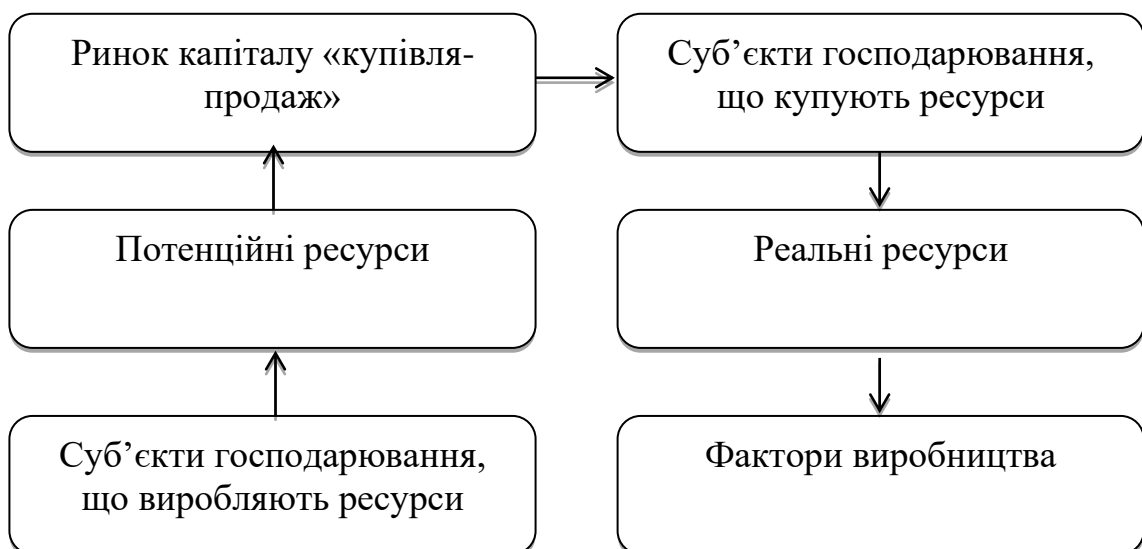 Ринок капіталу «купівля-
продаж»
Суб’єкти господарювання,
що купують ресурси
Потенційні ресурси
Реальні ресурси
Суб’єкти господарювання,
що виробляють ресурси
Фактори виробництва